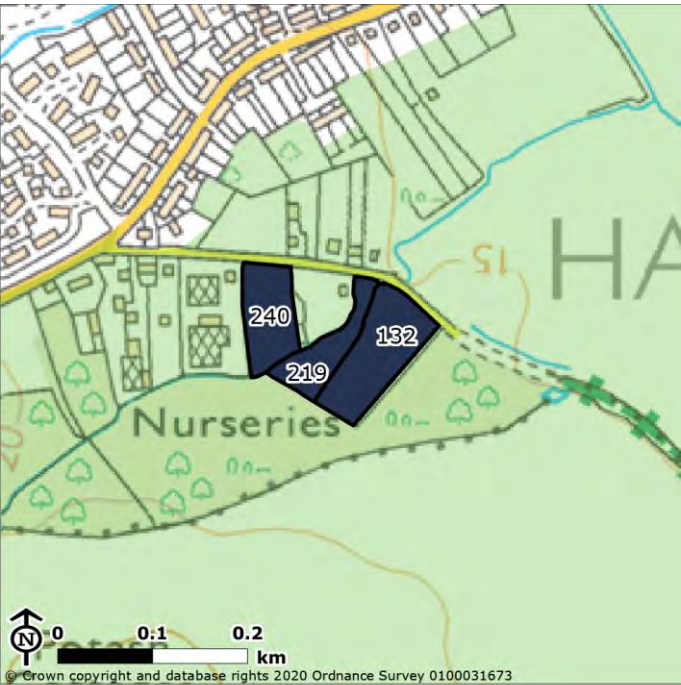 HA
15
240
132
219
Nurseries
20
N
0 0.1 0.2
km
© Crown copyright and database rights 2020 Ordnance Survey 0100031673